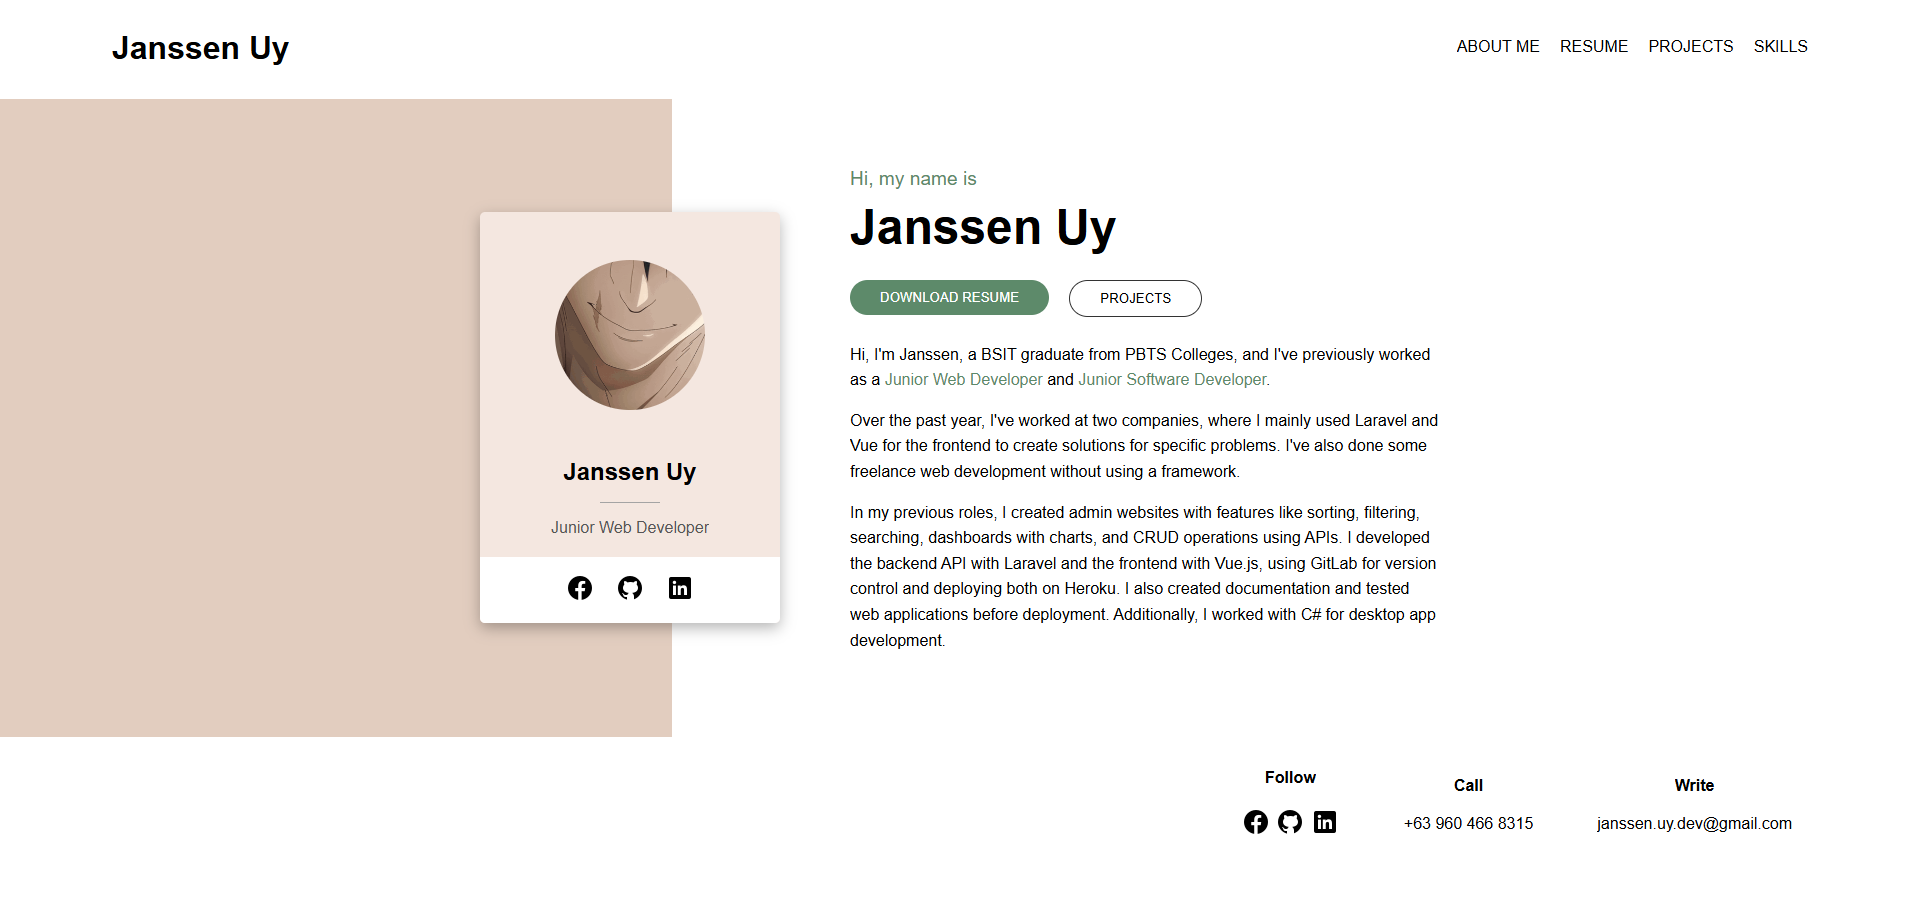 Janssen Uy
ABOUT ME RESUME PROJECTS SKILLS
Janssen Uy
Junior Web Developer
Hi, my name is
Janssen Uy
DOWNLOAD RESUME PROJECTS
Hi, I'm Janssen, a BSIT graduate from PBTS Colleges, and I've previously worked
as a Junior Web Developer and Junior Software Developer.
Over the past year, I've worked at two companies, where I mainly used Laravel and
Vue for the frontend to create solutions for specific problems. I've also done some
freelance web development without using a framework.
In my previous roles, I created admin websites with features like sorting, filtering,
searching, dashboards with charts, and CRUD operations using APIs. I developed
the backend API with Laravel and the frontend with Vue.js, using GitLab for version
control and deploying both on Heroku. I also created documentation and tested
web applications before deployment. Additionally, I worked with C# for desktop app
development.
Follow
Call
+63 960 466 8315
Write
janssen.uy.dev@gmail.com